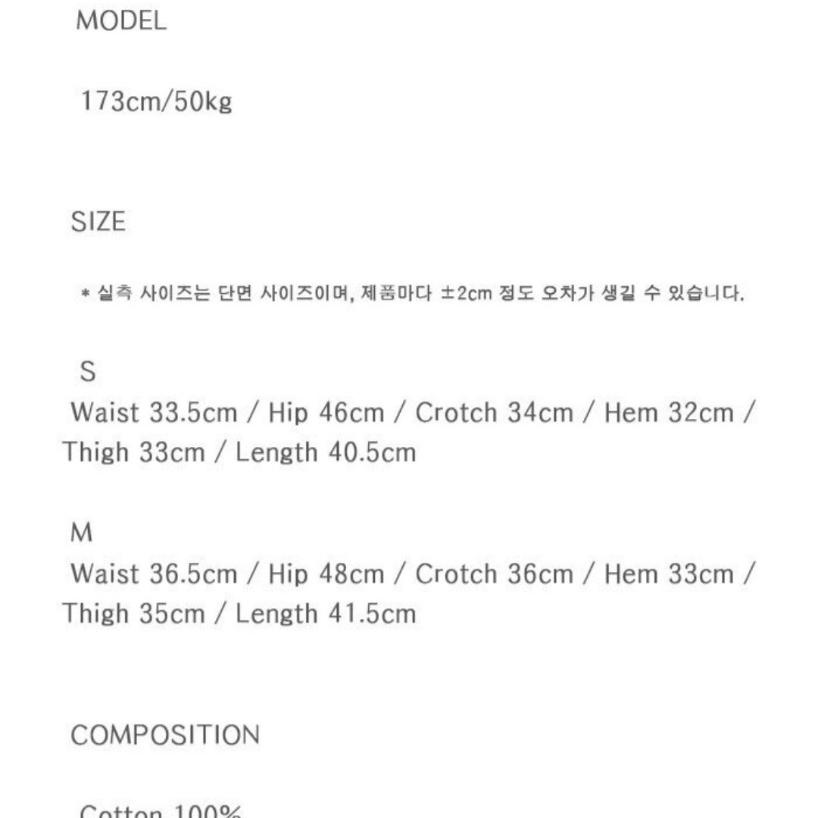 MODEL
173cm/50kg
SIZE
* 실측 사이즈는 단면 사이즈이며, 제품마다 ±2cm 정도 오차가 생길 수 있습니다.
S
Waist 33.5cm / Hip 46cm / Crotch 34cm / Hem 32cm /
Thigh 33cm / Length 40.5cm
M
Waist 36.5cm / Hip 48cm / Crotch 36cm / Hem 33cm /
Thigh 35cm / Length 41.5cm
COMPOSITION
Cotton 100%